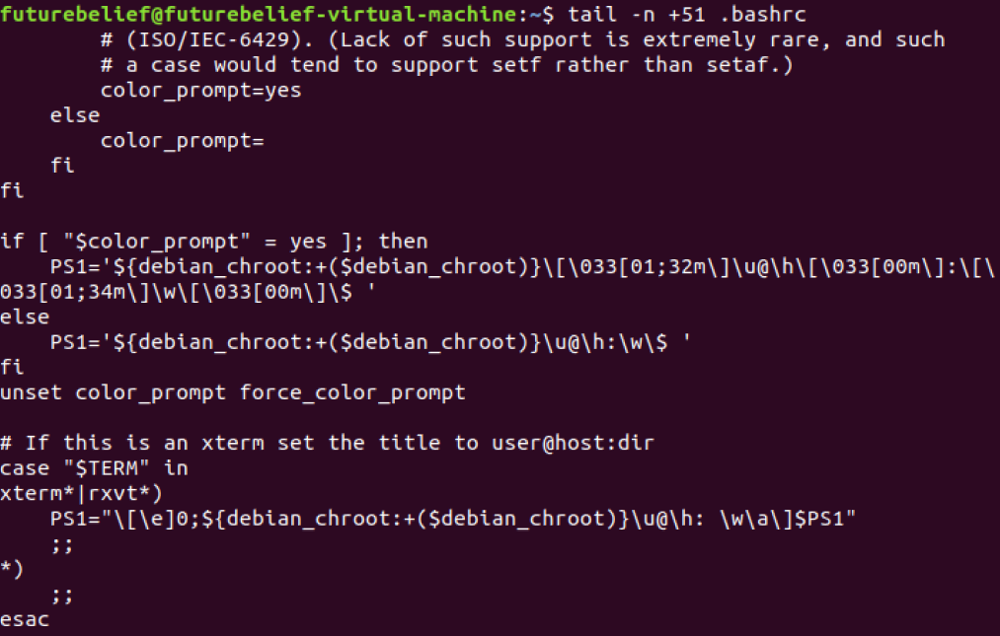 futurebelief@futurebelief-virtual-machine:~$ tail -n +51 .bashrc
        # (ISO/IEC-6429). (Lack of such support is extremely rare, and such
        # a case would tend to support setf rather than setaf.)
        color_prompt=yes
    else
        color_prompt=
    fi
fi

if [ "$color_prompt" = yes ]; then
    PS1='${debian_chroot:+($debian_chroot)}\[\033[01;32m\]\u@\h\[\033[00m\]:\[\
033[01;34m\]\w\[\033[00m\]\$ '
else
    PS1='${debian_chroot:+($debian_chroot)}\u@\h:\w\$ '
fi
unset color_prompt force_color_prompt

# If this is an xterm set the title to user@host:dir
case "$TERM" in
xterm*|rxvt*)
    PS1="\[\e]0;${debian_chroot:+($debian_chroot)}\u@\h: \w\a\]$PS1"
    ;;
*)
    ;;
esac